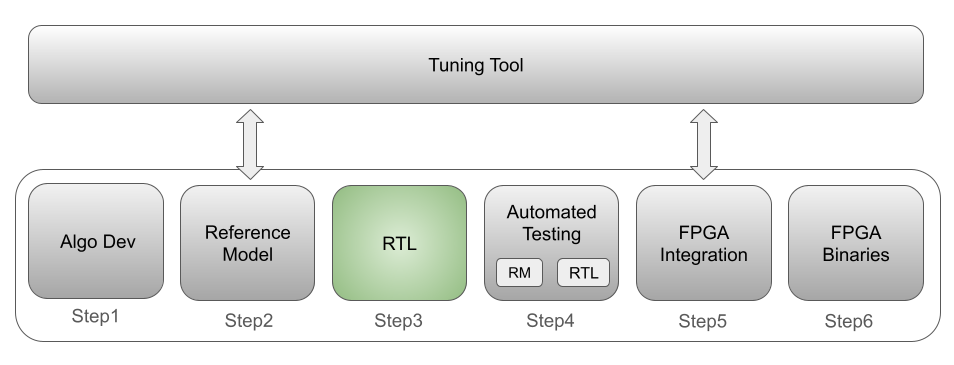 Tuning Tool
Algo Dev
Reference
Model
RTL
Automated
Testing
RM
RTL
FPGA
Integration
FPGA
Binaries
Step1
Step2
Step3
Step4
Step5
Step6